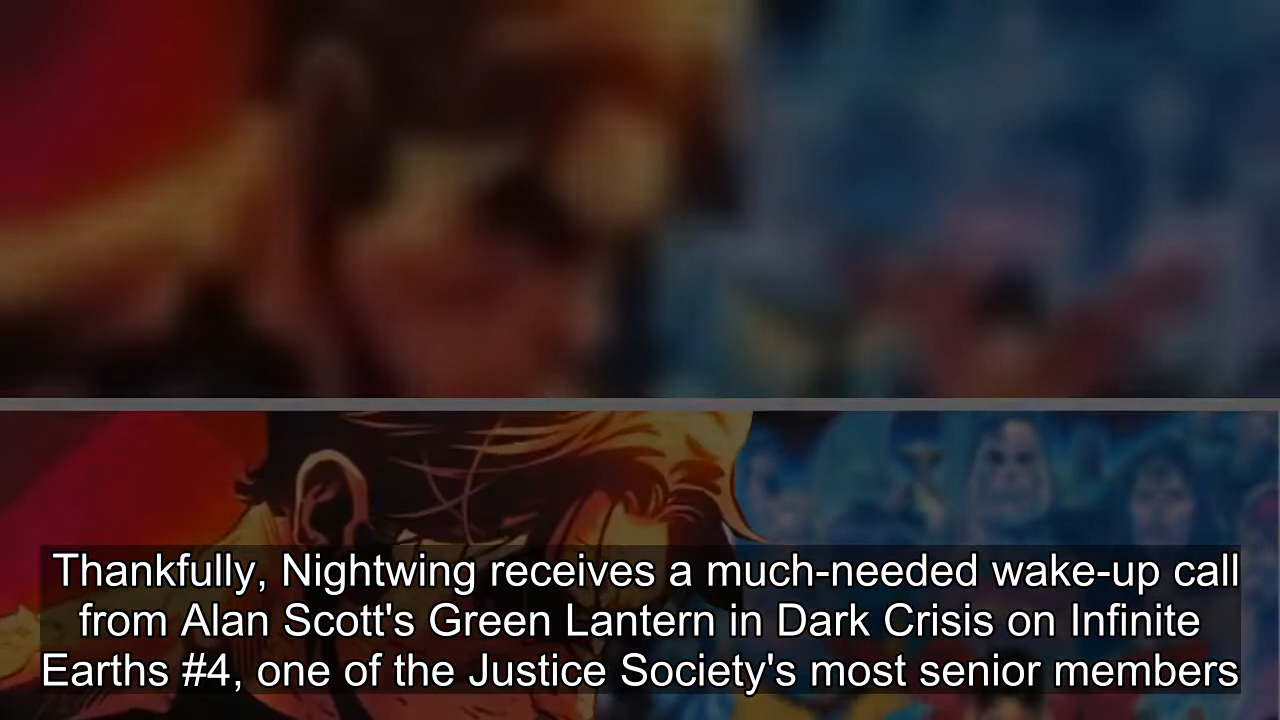 Thankfully, Nightwing receives a much-needed wake-up call
from Alan Scott's Green Lantern in Dark Crisis on Infinite
Earths #4, one of the Justice Society's most senior members